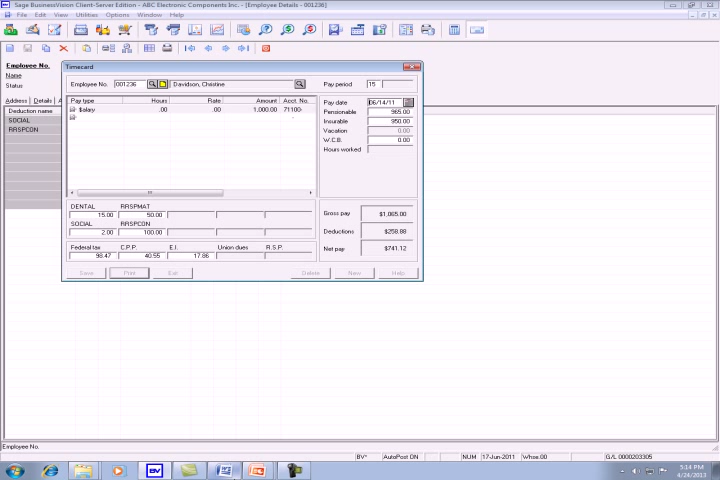 Sage BusinessVision Client-Server Edition - ABC Electronic Components Inc. - [Employee Details - 001236]
File Edit View Utilities Options Window Help
Employee No.
Name
Status
Address Details A
Deduction name
SOCIAL
RRSPCON
Timecard
Employee No. 001236 Davidson, Christine Pay period 15
Pay type Hours Rate Amount Acct. No.
Salary .00 .00 1,000.00 71100-
Pay date 06/14/11
Pensionable 965.00
Insurable 950.00
Vacation 0.00
W.C.B. 0.00
Hours worked
DENTAL RRSPMAT
15.00 50.00
SOCIAL RRSPCON
2.00 100.00
Federal tax C.P.P. E.I. Union dues R.S.P.
98.47 40.55 17.86
Gross pay $1,065.00
Deductions $258.88
Net pay $741.12
Save Print Exit Delete New Help
Employee No.
BV* AutoPost ON NUM 17-Jun-2011 Whse.00 G/L 0000203305
BV
5:14 PM
4/24/2013